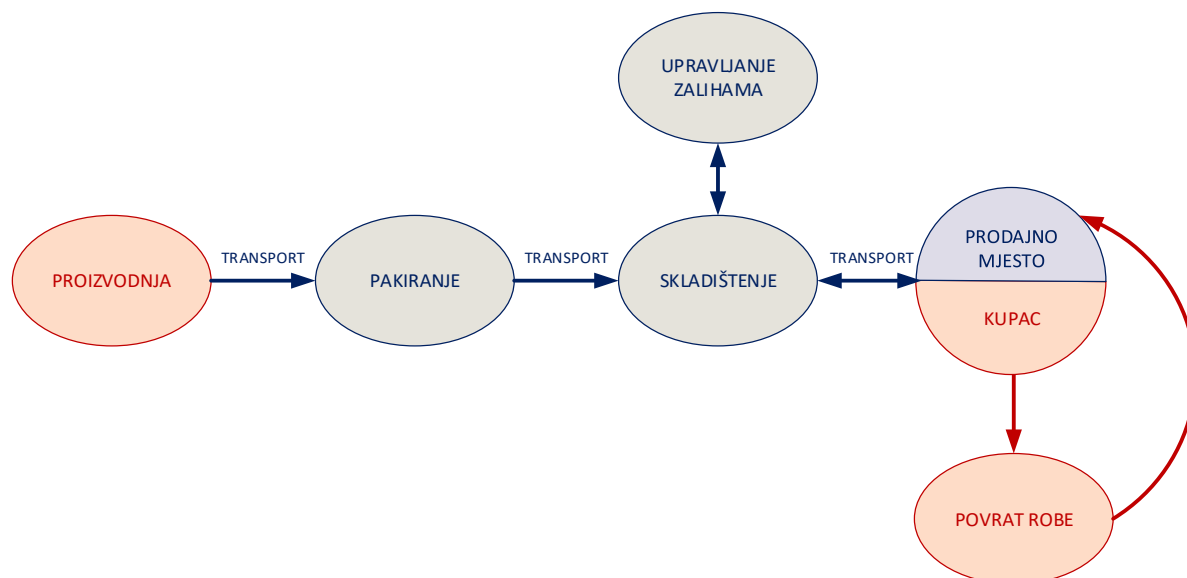 UPRAVLJANJE
ZALIHAMA
PROIZVODNJA
TRANSPORT
PAKIRANJE
TRANSPORT
SKLADIŠTENJE
TRANSPORT
PRODAJNO
MJESTO
KUPAC
POVRAT ROBE